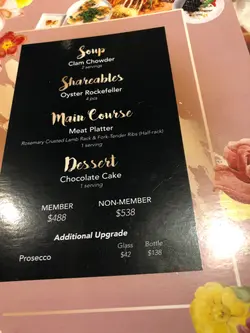 Soup
Clam Chowder
2 servings
Shareables
Oyster Rockefeller
4 pcs
Main Course
Meat Platter
Rosemary Crusted Lamb Rack & Fork-Tender Ribs (Half-rack)
1 serving
Dessert
Chocolate Cake
1 serving
MEMBER NON-MEMBER
$488 $538
Additional Upgrade
Glass Bottle
Prosecco $42 $138